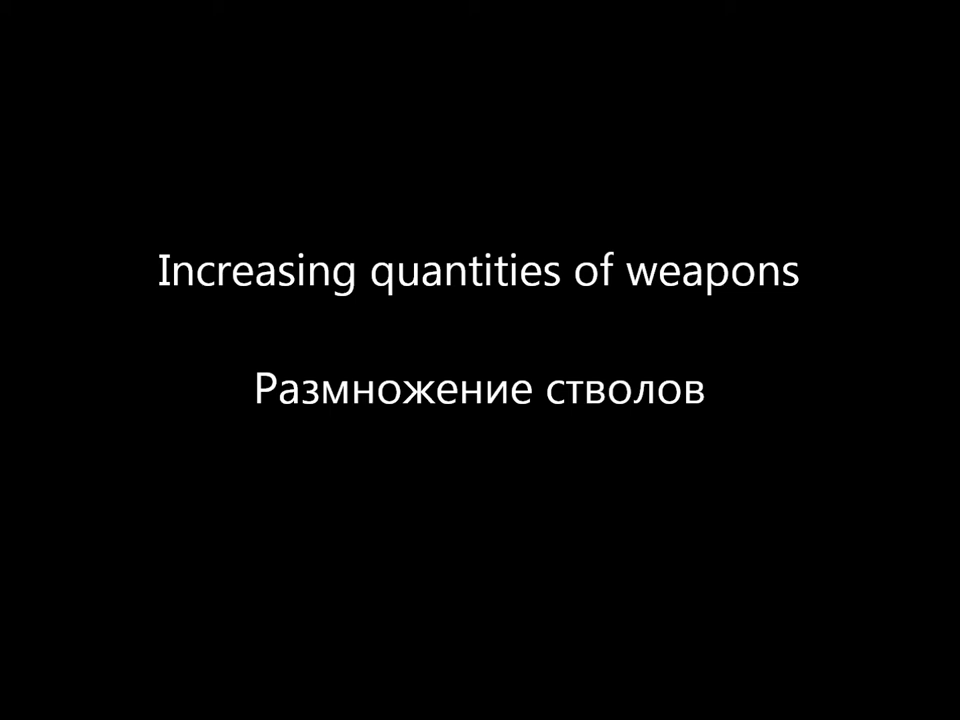 Increasing quantities of weapons
Размножение стволов